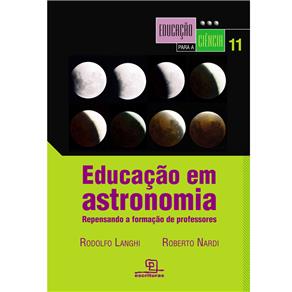 EDUCAÇÃO
PARA A CIÊNCIA 11
Educação em
astronomia
Repensando a formação de professores
RODOLFO LANGHI ROBERTO NARDI
escrituras